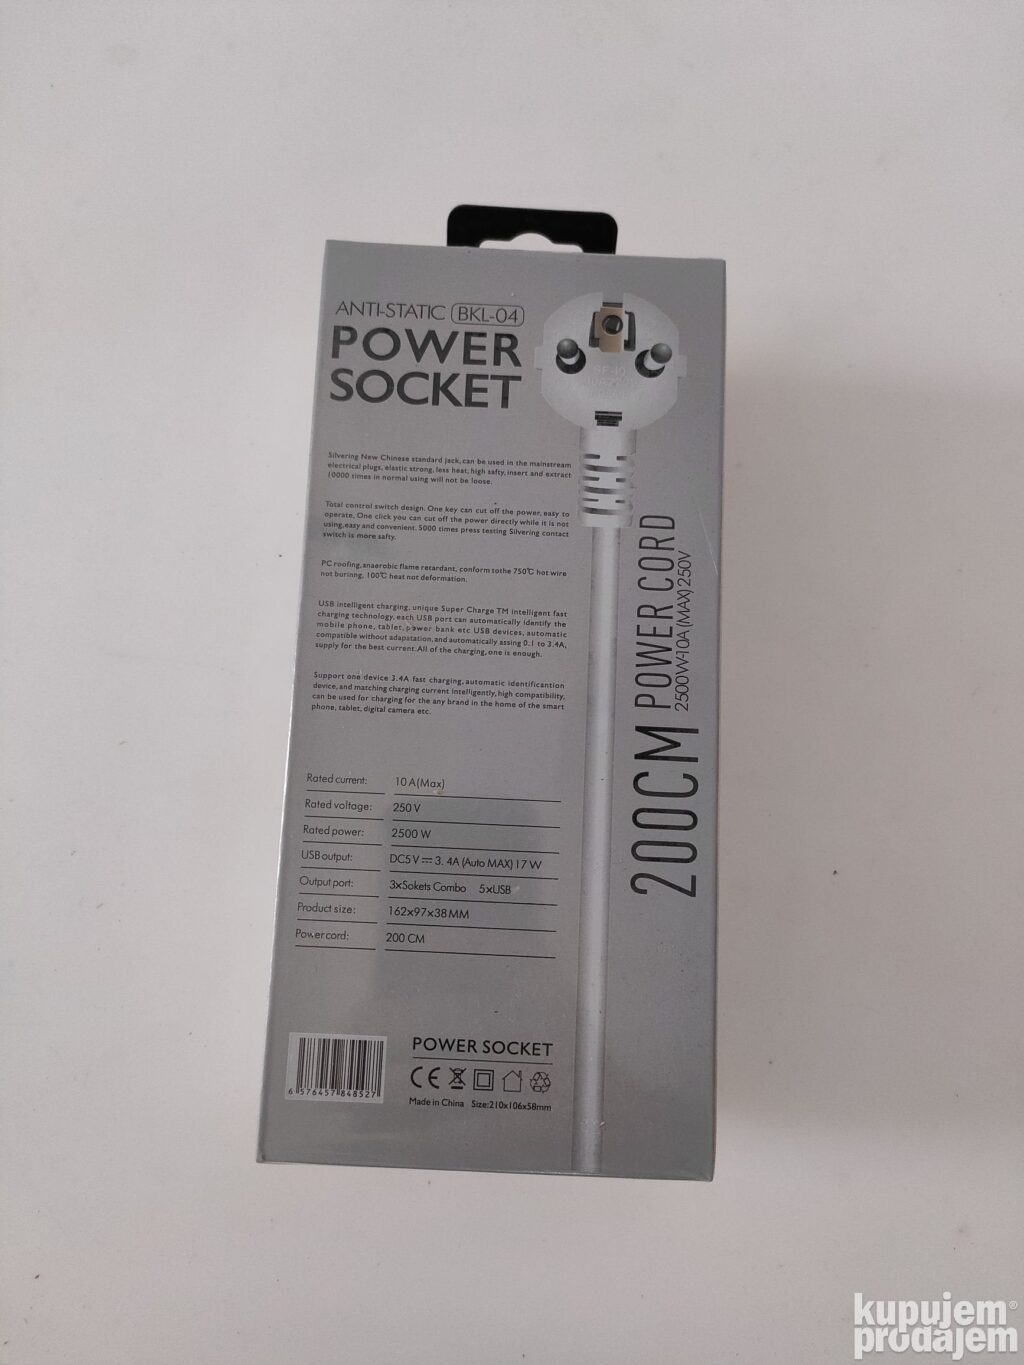 ANTI-STATIC BKL-04
POWER
SOCKET
Silvering New Chinese standard jack, can be used in the mainstream
electrical plugs, elastic strong, less heat, high safty, insert and extract
10000 times in normal using will not be loose.
Total control switch design. One key can cut off the power, easy to
operate. One click you can cut off the power directly while it is not
using,easy and convenient. 5000 times press testing Silvering contact
switch is more safty.
PC roofing,anaerobic flame retardant, conform tothe 750℃ hot wire
not burinng, 100℃ heat not deformation.
USB intelligent charging, unique Super Charge TM intelligent fast
charging technology, each USB port can automatically identify the
mobile phone, tablet, power bank etc USB devices, automatic
compatible without adapatation, and automatically assing 0.1 to 3.4A,
supply for the best current.All of the charging,one is enough.
Support one device 3.4A fast charging, automatic identificantion
device, and matching charging current intelligently, high compatibility,
can be used for charging for the any brand in the home of the smart
phone, tablet, digital camera etc.
200CM POWER CORD
2500W-10A (MAX) 250V
Rated current: 10 A(Max)
Rated voltage: 250 V
Rated power: 2500 W
USB output: DC5 V ⎓ 3. 4A (Auto MAX) 17 W
Output port: 3xSokets Combo 5xUSB
Product size: 162x97x38 MM
Power cord: 200 CM
6 576457 848527
POWER SOCKET
CE
Made in China Size:210x106x58mm
kupujem
prodajem